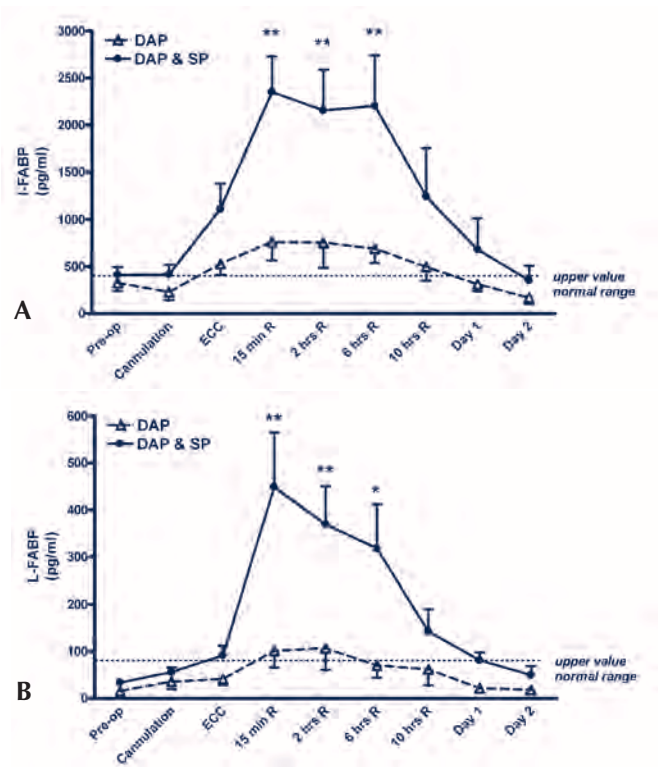 3000
2500
2000
1500
1000
500
0
I-FABP
(pg/ml)
DAP
DAP & SP
** ** **
upper value
normal range
A
Pre-op Cannulation ECC 15 min R 2 hrs R 6 hrs R 10 hrs R Day 1 Day 2
600
500
400
300
200
100
0
L-FABP
(pg/ml)
DAP
DAP & SP
** ** *
upper value
normal range
B
Pre-op Cannulation ECC 15 min R 2 hrs R 6 hrs R 10 hrs R Day 1 Day 2